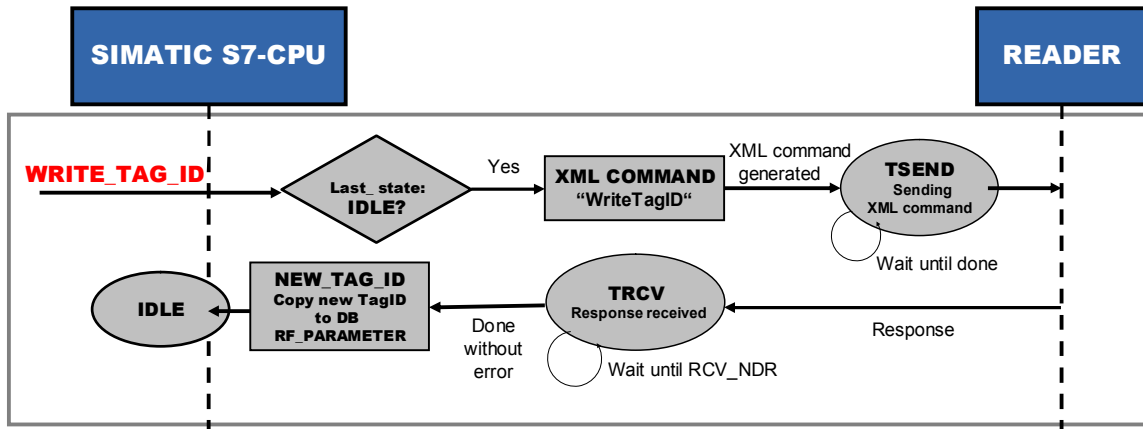 SIMATIC S7-CPU
READER
WRITE_TAG_ID
Last_ state:
IDLE?
Yes
XML COMMAND
“WriteTagID“
XML command
generated
TSEND
Sending
XML command
Wait until done
IDLE
NEW_TAG_ID
Copy new TagID
to DB
RF_PARAMETER
Done
without
error
TRCV
Response received
Wait until RCV_NDR
Response